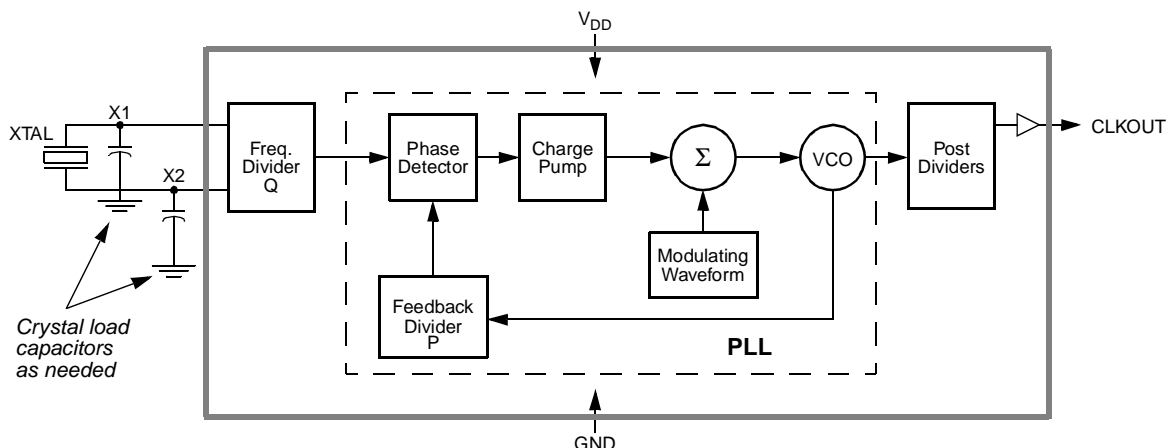 V_DD
XTAL
X1
X2
Freq.
Divider
Q
Phase
Detector
Charge
Pump
Σ
VCO
Post
Dividers
CLKOUT
Modulating
Waveform
Feedback
Divider
P
PLL
Crystal load
capacitors
as needed
GND